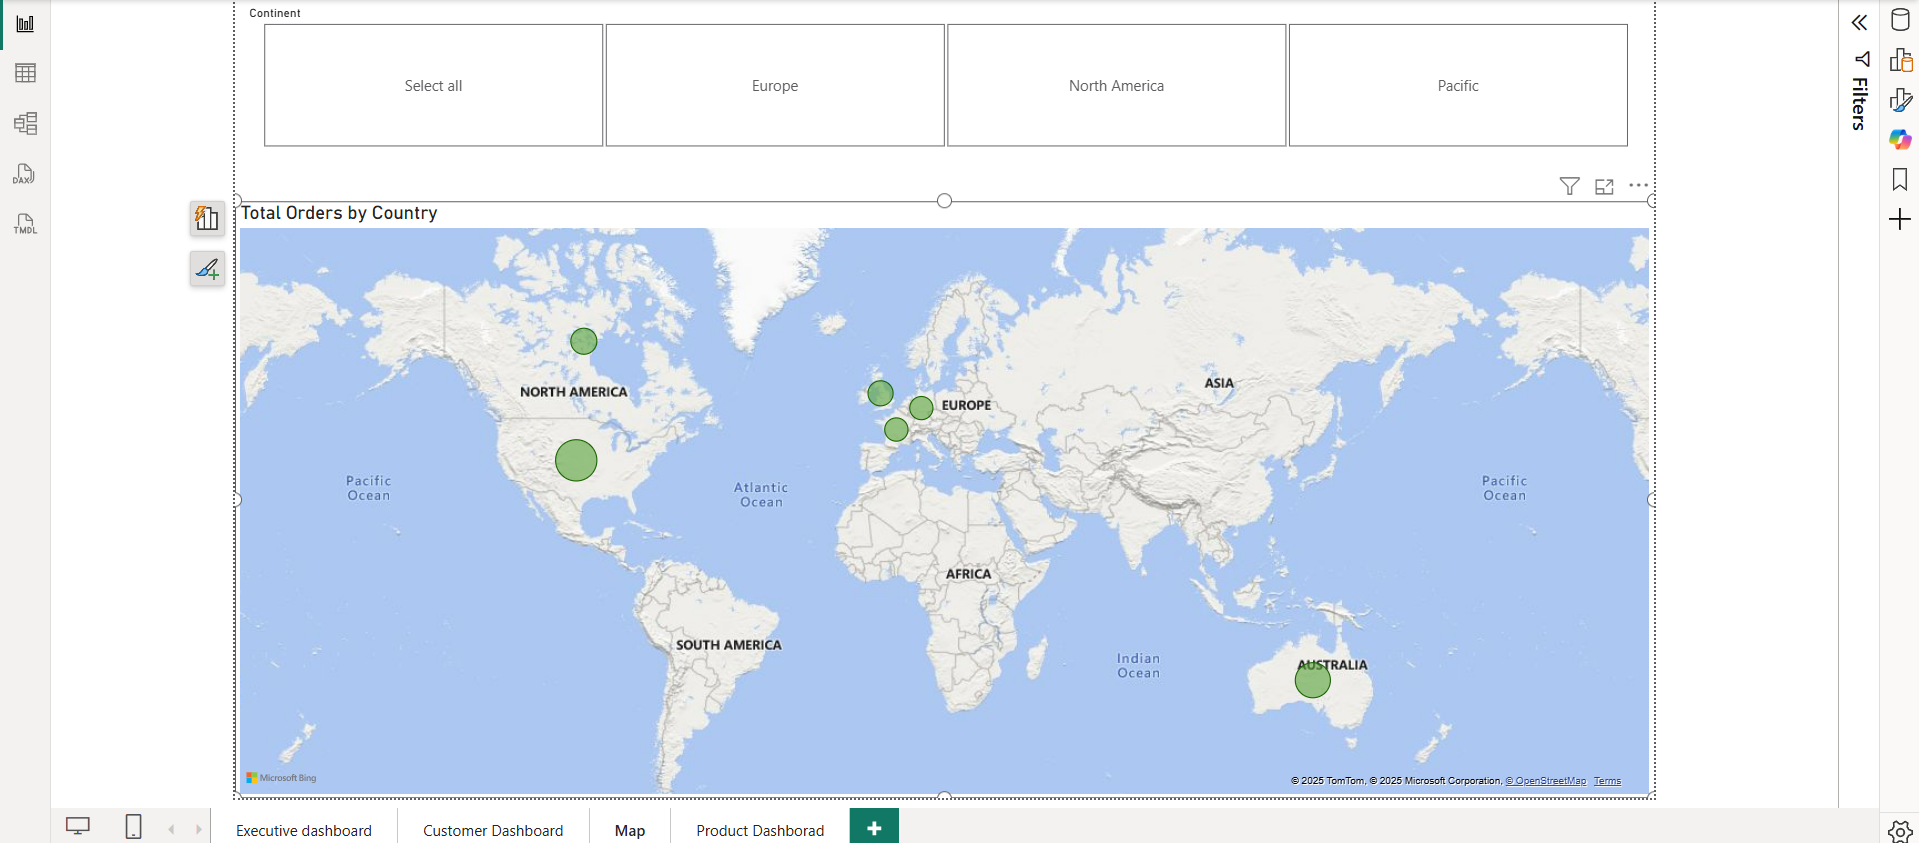 Continent
Select all
Europe
North America
Pacific
Filters
DAX
TMDL
Total Orders by Country
NORTH AMERICA
EUROPE
ASIA
Pacific
Ocean
Atlantic
Ocean
Pacific
Ocean
AFRICA
SOUTH AMERICA
Indian
Ocean
AUSTRALIA
Microsoft Bing
© 2025 TomTom, © 2025 Microsoft Corporation, © OpenStreetMap Terms
Executive dashboard
Customer Dashboard
Map
Product Dashborad